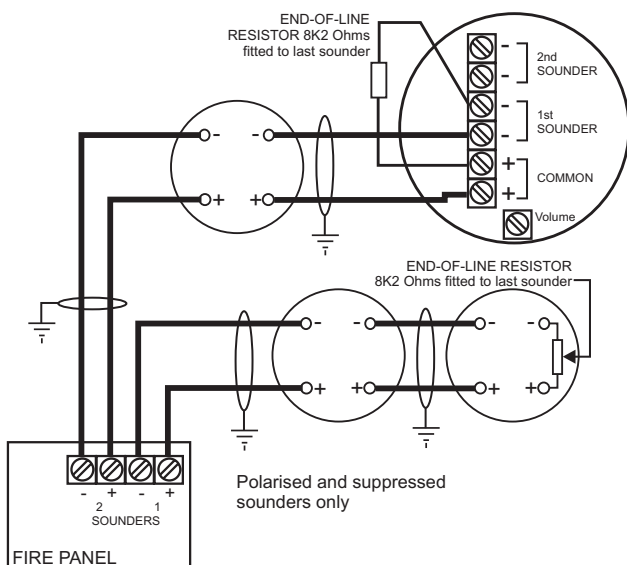 END-OF-LINE
RESISTOR 8K2 Ohms
fitted to last sounder
-
-
2nd
SOUNDER
-
-
1st
SOUNDER
+
+
COMMON
Volume
- -
+ +
END-OF-LINE RESISTOR
8K2 Ohms fitted to last sounder
- - - -
+ + + +
Polarised and suppressed
sounders only
- + - +
2 1
SOUNDERS
FIRE PANEL